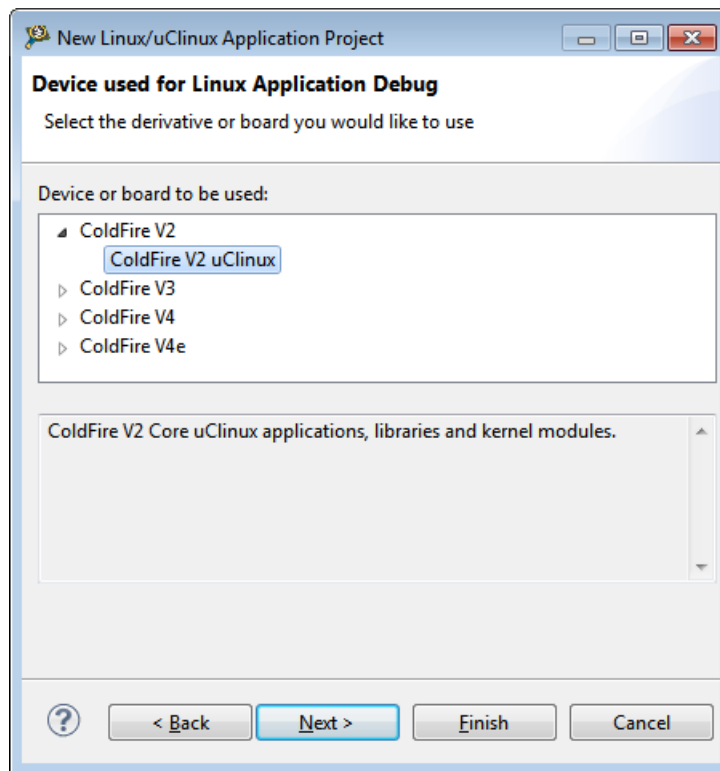 New Linux/uClinux Application Project
Device used for Linux Application Debug
Select the derivative or board you would like to use
Device or board to be used:
ColdFire V2
ColdFire V2 uClinux
ColdFire V3
ColdFire V4
ColdFire V4e
ColdFire V2 Core uClinux applications, libraries and kernel modules.
? < Back Next > Finish Cancel